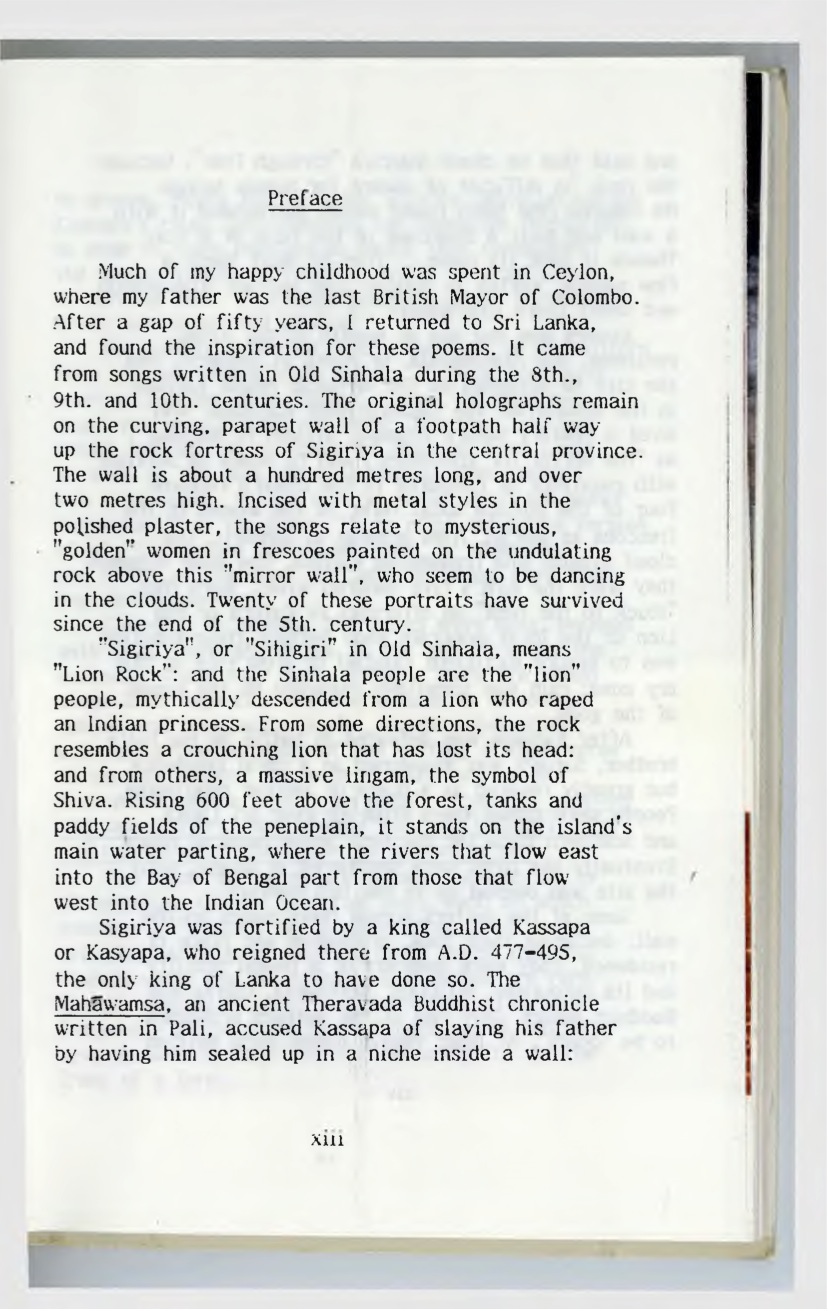 Preface
Much of my happy childhood was spent in Ceylon,
where my father was the last British Mayor of Colombo.
After a gap of fifty years, I returned to Sri Lanka,
and found the inspiration for these poems. It came
from songs written in Old Sinhala during the 8th.,
9th. and 10th. centuries. The original holographs remain
on the curving, parapet wall of a footpath half way
up the rock fortress of Sigiriya in the central province.
The wall is about a hundred metres long, and over
two metres high. Incised with metal styles in the
polished plaster, the songs relate to mysterious,
"golden" women in frescoes painted on the undulating
rock above this "mirror wall", who seem to be dancing
in the clouds. Twenty of these portraits have survived
since the end of the 5th. century.
"Sigiriya", or "Sihigiri" in Old Sinhala, means
"Lion Rock": and the Sinhala people are the "lion"
people, mythically descended from a lion who raped
an Indian princess. From some directions, the rock
resembles a crouching lion that has lost its head:
and from others, a massive lingam, the symbol of
Shiva. Rising 600 feet above the forest, tanks and
paddy fields of the peneplain, it stands on the island's
main water parting, where the rivers that flow east
into the Bay of Bengal part from those that flow
west into the Indian Ocean.
Sigiriya was fortified by a king called Kassapa
or Kasyapa, who reigned there from A.D. 477-495,
the only king of Lanka to have done so. The
Mahāwamsa, an ancient Theravada Buddhist chronicle
written in Pali, accused Kassapa of slaying his father
by having him sealed up in a niche inside a wall:
xiii